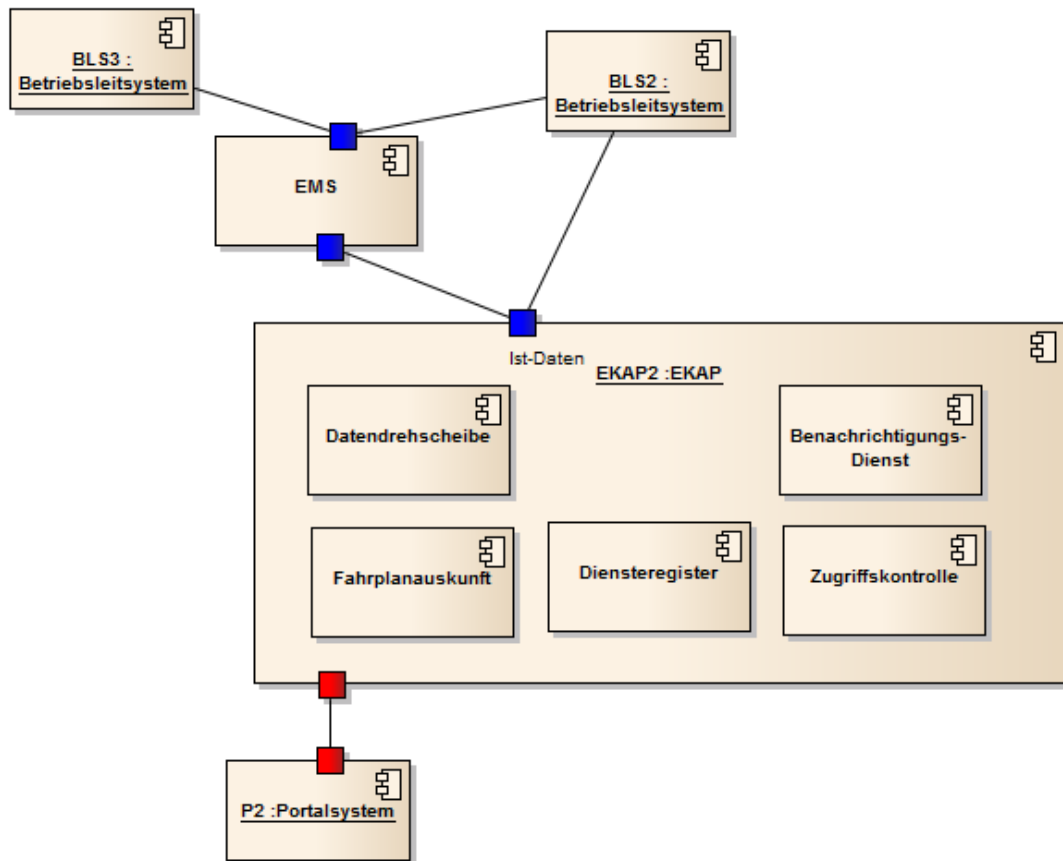 BLS3 :
Betriebsleitsystem
BLS2 :
Betriebsleitsystem
EMS
Ist-Daten
EKAP2 :EKAP
Datendrehscheibe
Benachrichtigungs-
Dienst
Fahrplanauskunft
Diensteregister
Zugriffskontrolle
P2 :Portalsystem